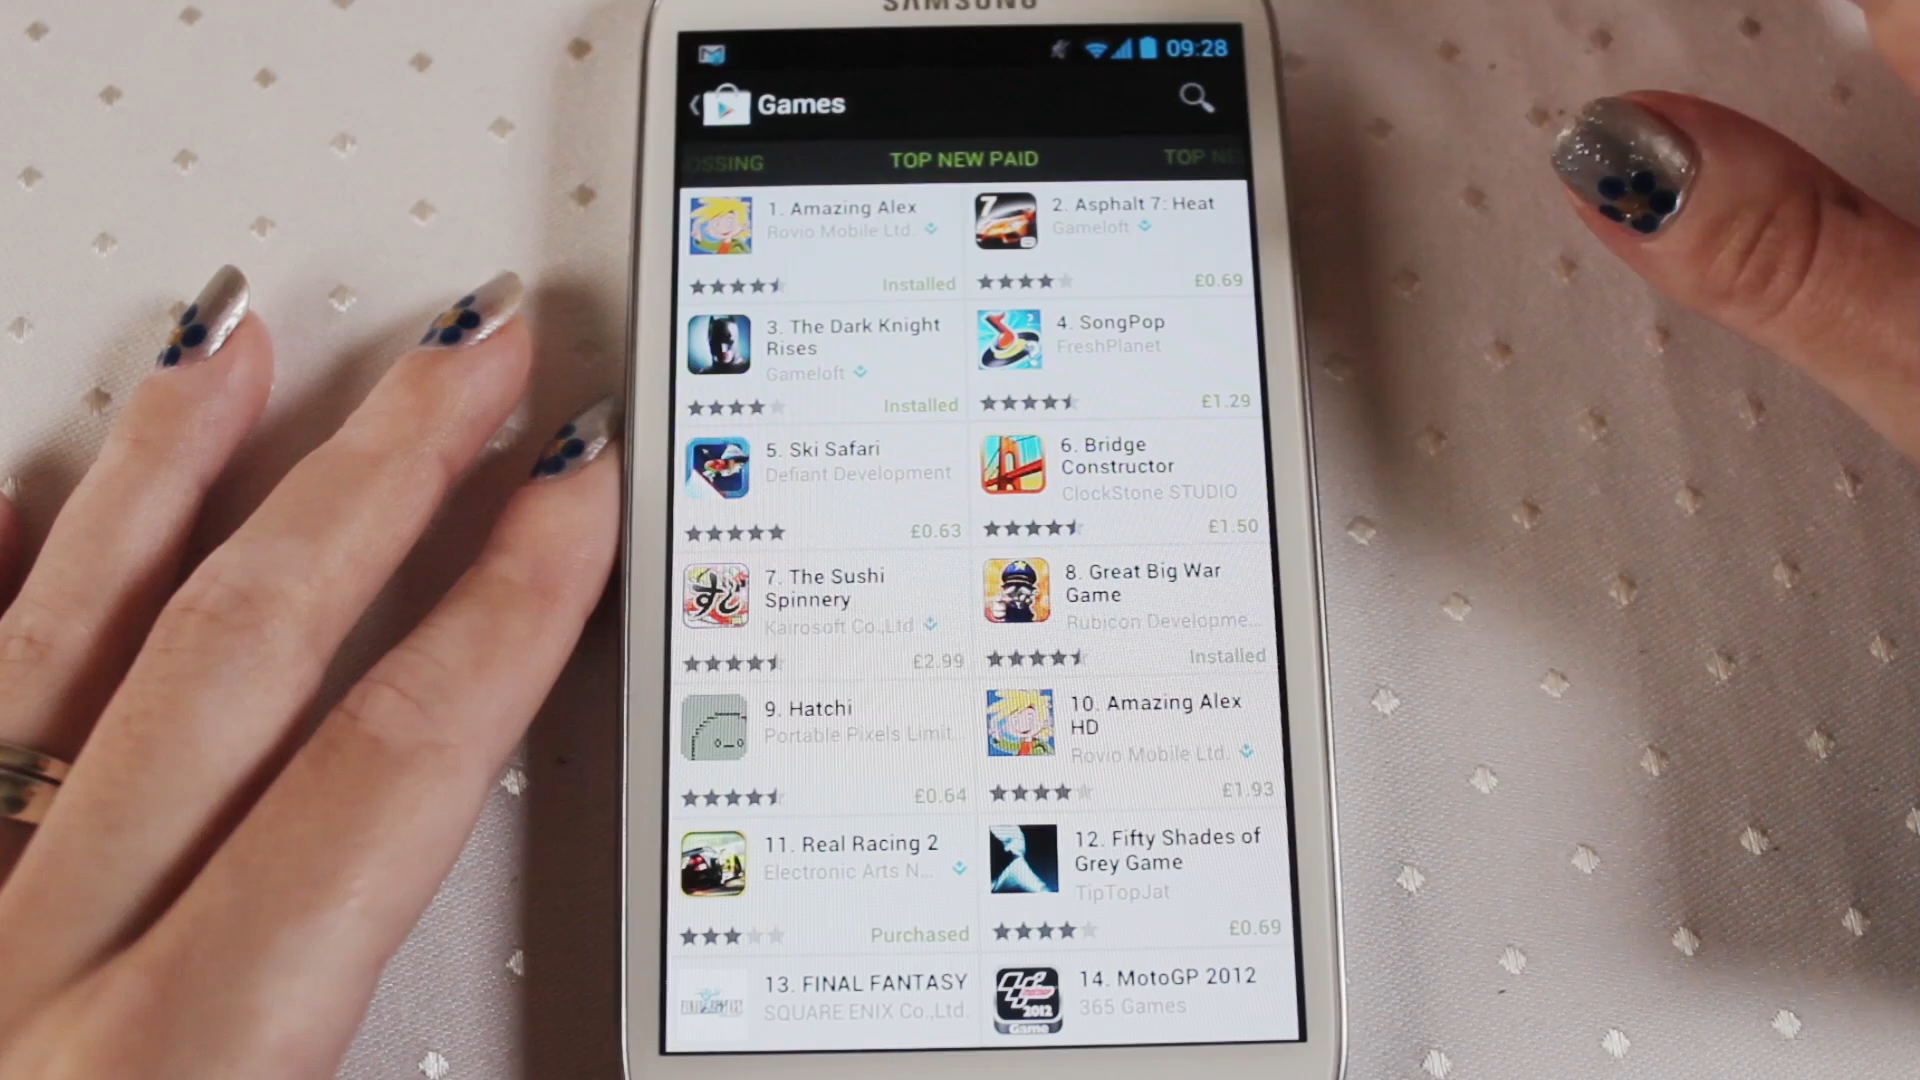 SAMSUNG
09:28
Games
OSSING
TOP NEW PAID
TOP NE
1. Amazing Alex
Rovio Mobile Ltd.
Installed
2. Asphalt 7: Heat
Gameloft
£0.69
3. The Dark Knight
Rises
Gameloft
Installed
4. SongPop
FreshPlanet
£1.29
5. Ski Safari
Defiant Development
£0.63
6. Bridge
Constructor
ClockStone STUDIO
£1.50
7. The Sushi
Spinnery
Kairosoft Co.,Ltd
£2.99
8. Great Big War
Game
Rubicon Developme...
Installed
9. Hatchi
Portable Pixels Limit...
£0.64
10. Amazing Alex
HD
Rovio Mobile Ltd.
£1.93
11. Real Racing 2
Electronic Arts N...
Purchased
12. Fifty Shades of
Grey Game
TipTopJat
£0.69
13. FINAL FANTASY
SQUARE ENIX Co.,Ltd.
14. MotoGP 2012
365 Games
7
2012
Game